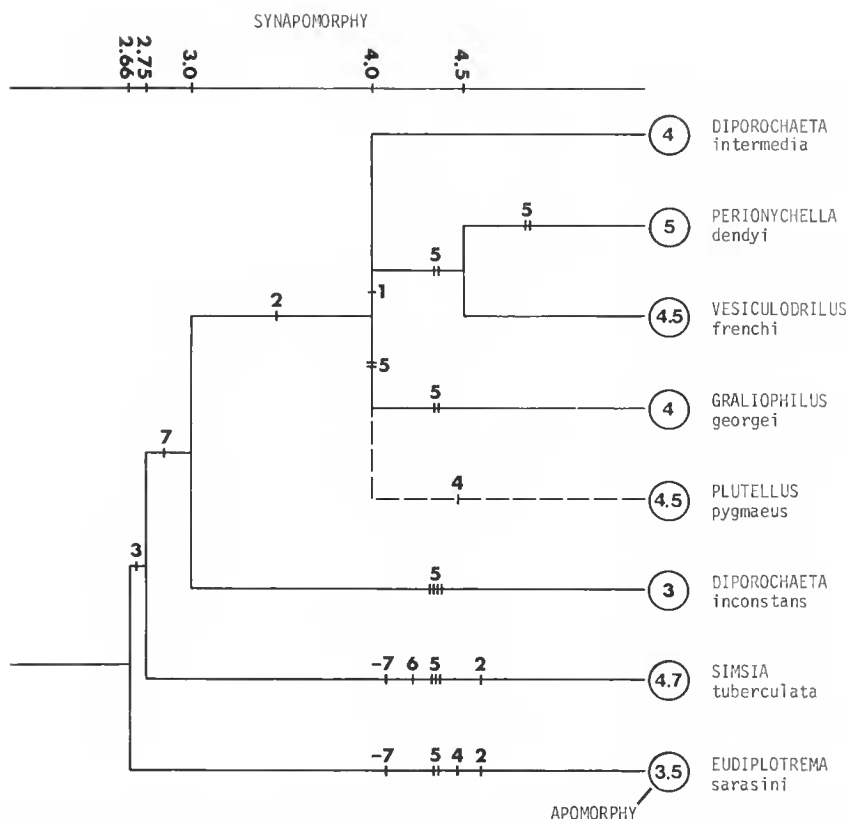 SYNAPOMORPHY
2.66 2.75 3.0 4.0 4.5
4 DIPOROCHAETA
intermedia
5
5 PERIONYCHELLA
dendyi
5
1
2
4.5 VESICULODRILUS
frenchi
5
5
4 GRALIOPHILUS
georgei
7
4
4.5 PLUTELLUS
pygmaeus
3
5
3 DIPOROCHAETA
inconstans
-7 6 5 2
4.7 SIMSIA
tuberculata
-7 5 4 2
3.5 EUDIPLOTREMA
sarasini
APOMORPHY